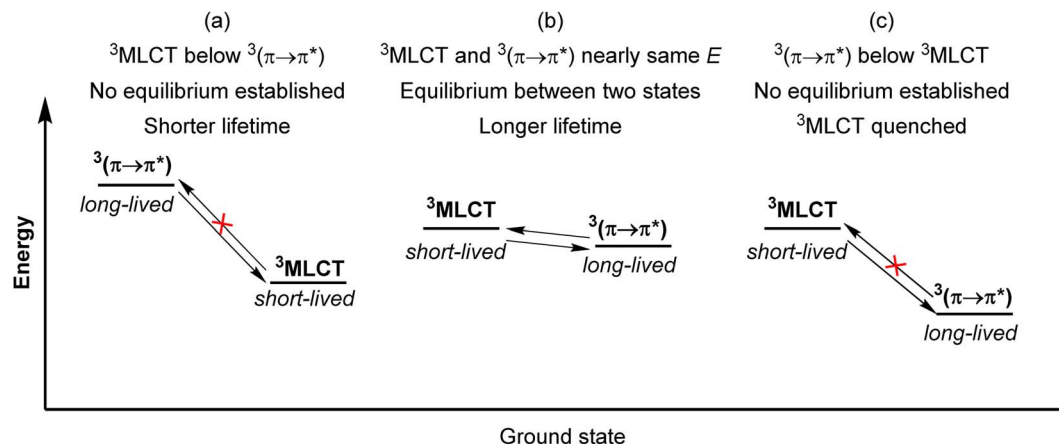 (a)
³MLCT below ³(π→π*)
No equilibrium established
Shorter lifetime
(b)
³MLCT and ³(π→π*) nearly same E
Equilibrium between two states
Longer lifetime
(c)
³(π→π*) below ³MLCT
No equilibrium established
³MLCT quenched
Energy
³(π→π*)
long-lived
³MLCT
short-lived
³MLCT
short-lived
³(π→π*)
long-lived
³MLCT
short-lived
³(π→π*)
long-lived
Ground state